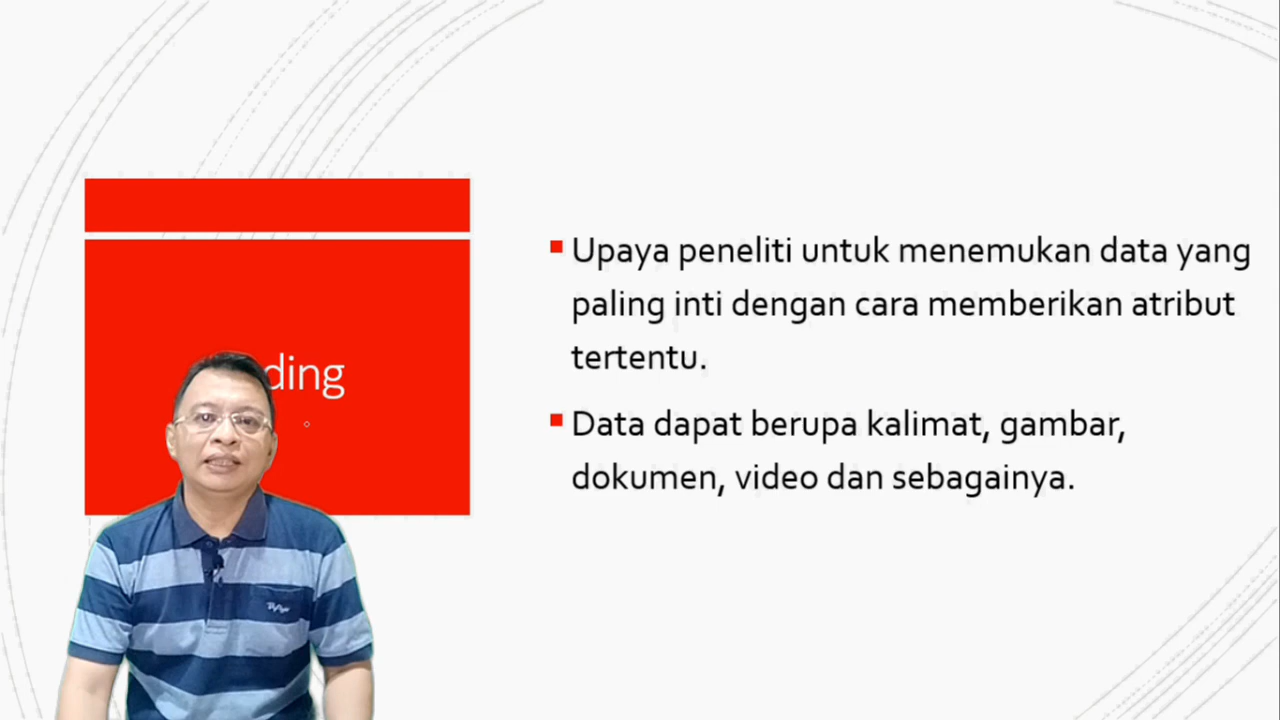 ding
Upaya peneliti untuk menemukan data yang
paling inti dengan cara memberikan atribut
tertentu.
Data dapat berupa kalimat, gambar,
dokumen, video dan sebagainya.